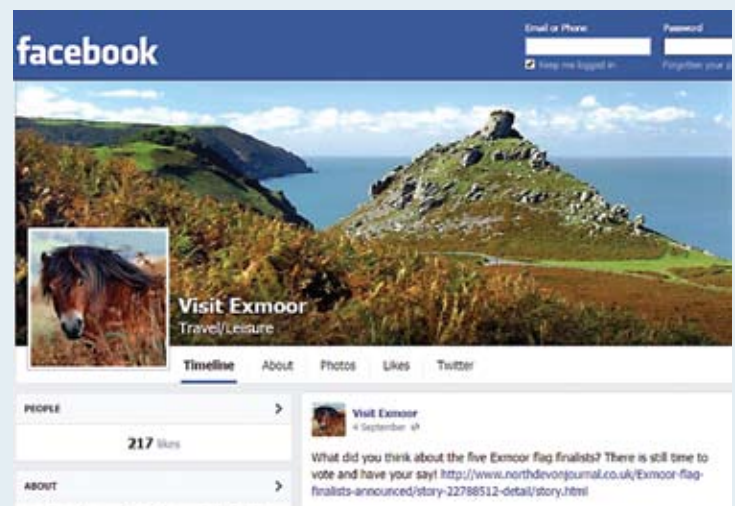 facebook
Email or Phone
Password
Keep me logged in
Forgotten your
Visit Exmoor
Travel/Leisure
Timeline About Photos Likes Twitter
PEOPLE
217 likes
ABOUT
Visit Exmoor
4 September
What did you think about the five Exmoor flag finalists? There is still time to
vote and have your say! http://www.northdevonjournal.co.uk/Exmoor-flag-
finalists-announced/story-22788512-detail/story.html